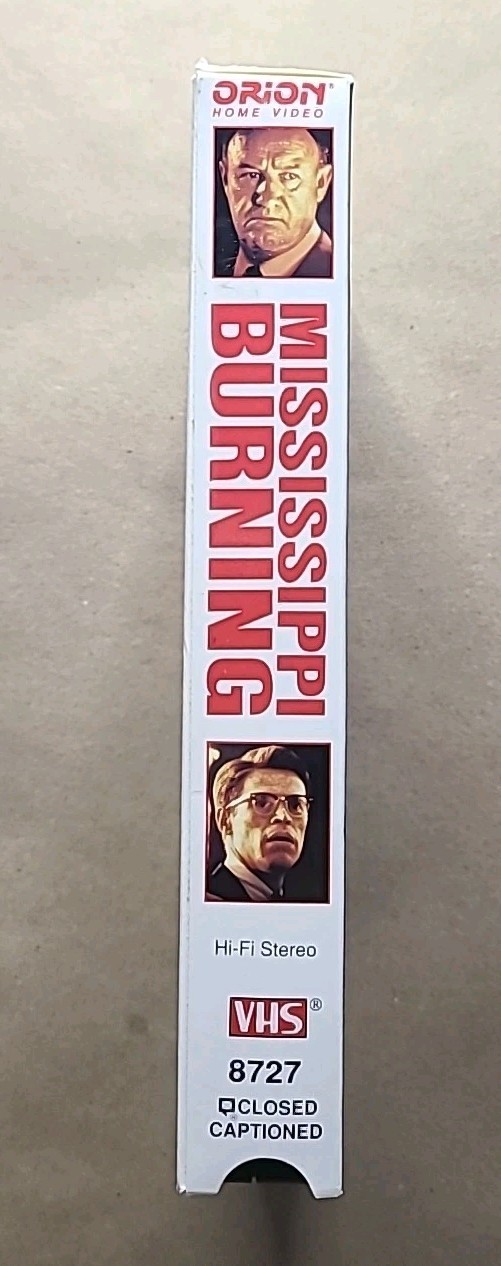 ORION®
HOME VIDEO
MISSISSIPPI
BURNING
Hi-Fi Stereo
VHS®
8727
CLOSED
CAPTIONED